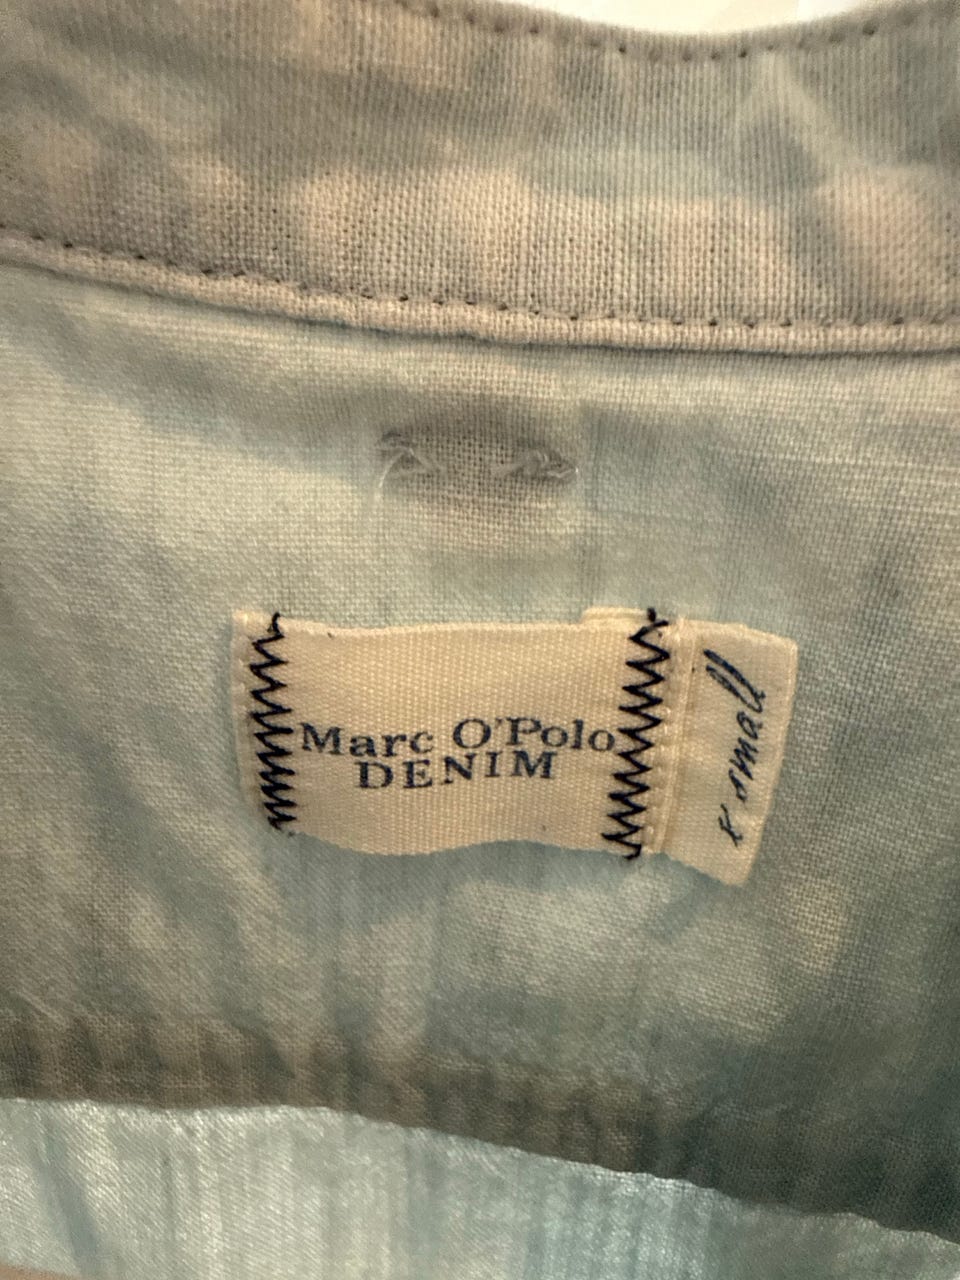 Marc O'Polo
DENIM
x small